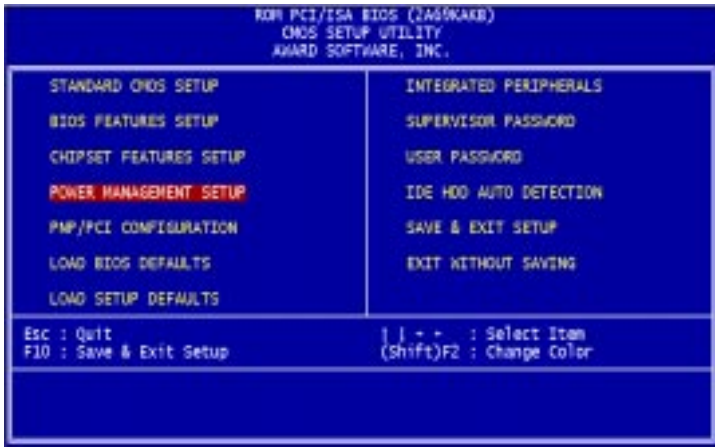 ROM PCI/ISA BIOS (2A69KAKB)
CMOS SETUP UTILITY
AWARD SOFTWARE, INC.
STANDARD CMOS SETUP
BIOS FEATURES SETUP
CHIPSET FEATURES SETUP
POWER MANAGEMENT SETUP
PNP/PCI CONFIGURATION
LOAD BIOS DEFAULTS
LOAD SETUP DEFAULTS
INTEGRATED PERIPHERALS
SUPERVISOR PASSWORD
USER PASSWORD
IDE HDD AUTO DETECTION
SAVE & EXIT SETUP
EXIT WITHOUT SAVING
Esc : Quit
F10 : Save & Exit Setup
: Select Item
(Shift)F2 : Change Color